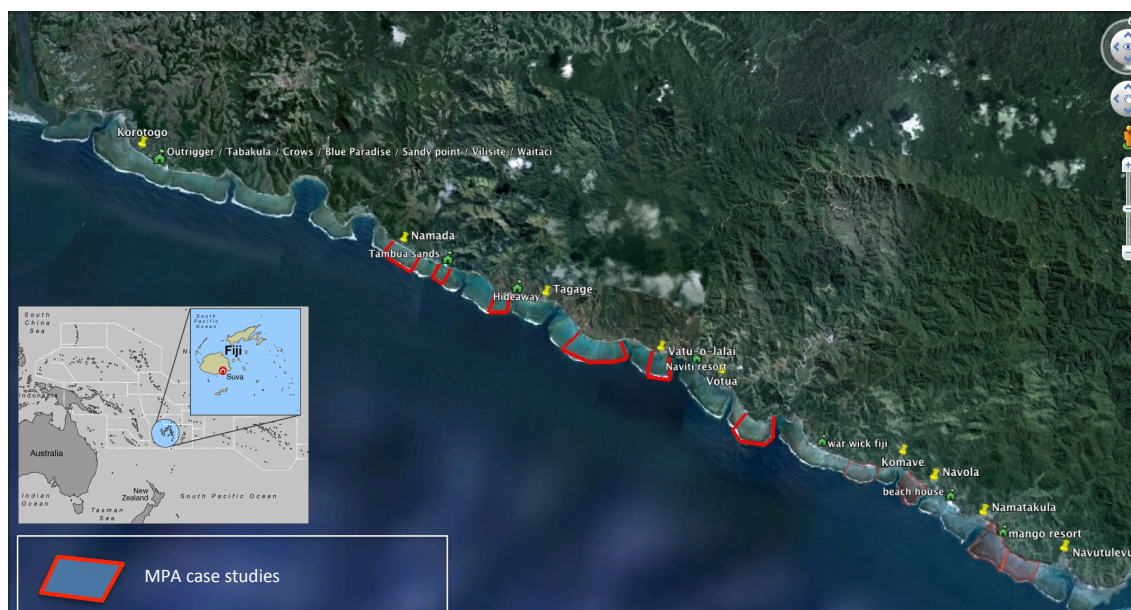 Korotogo
Outrigger / Tabakula / Crows / Blue Paradise / Sandy point / Vilisite / Waitaci
Namada
Tambua sands
Hideaway
Tagage
Vatu-o-lalai
Naviti resort
Votua
war wick fiji
Komave
Navola
beach house
Namatakula
mango resort
Navutulevu
South
China
Sea
South
Pacific
Ocean
Fiji
Suva
Indonesia
Australia
Indian
Ocean
New
Zealand
Tasman
Sea
South Pacific Ocean
MPA case studies